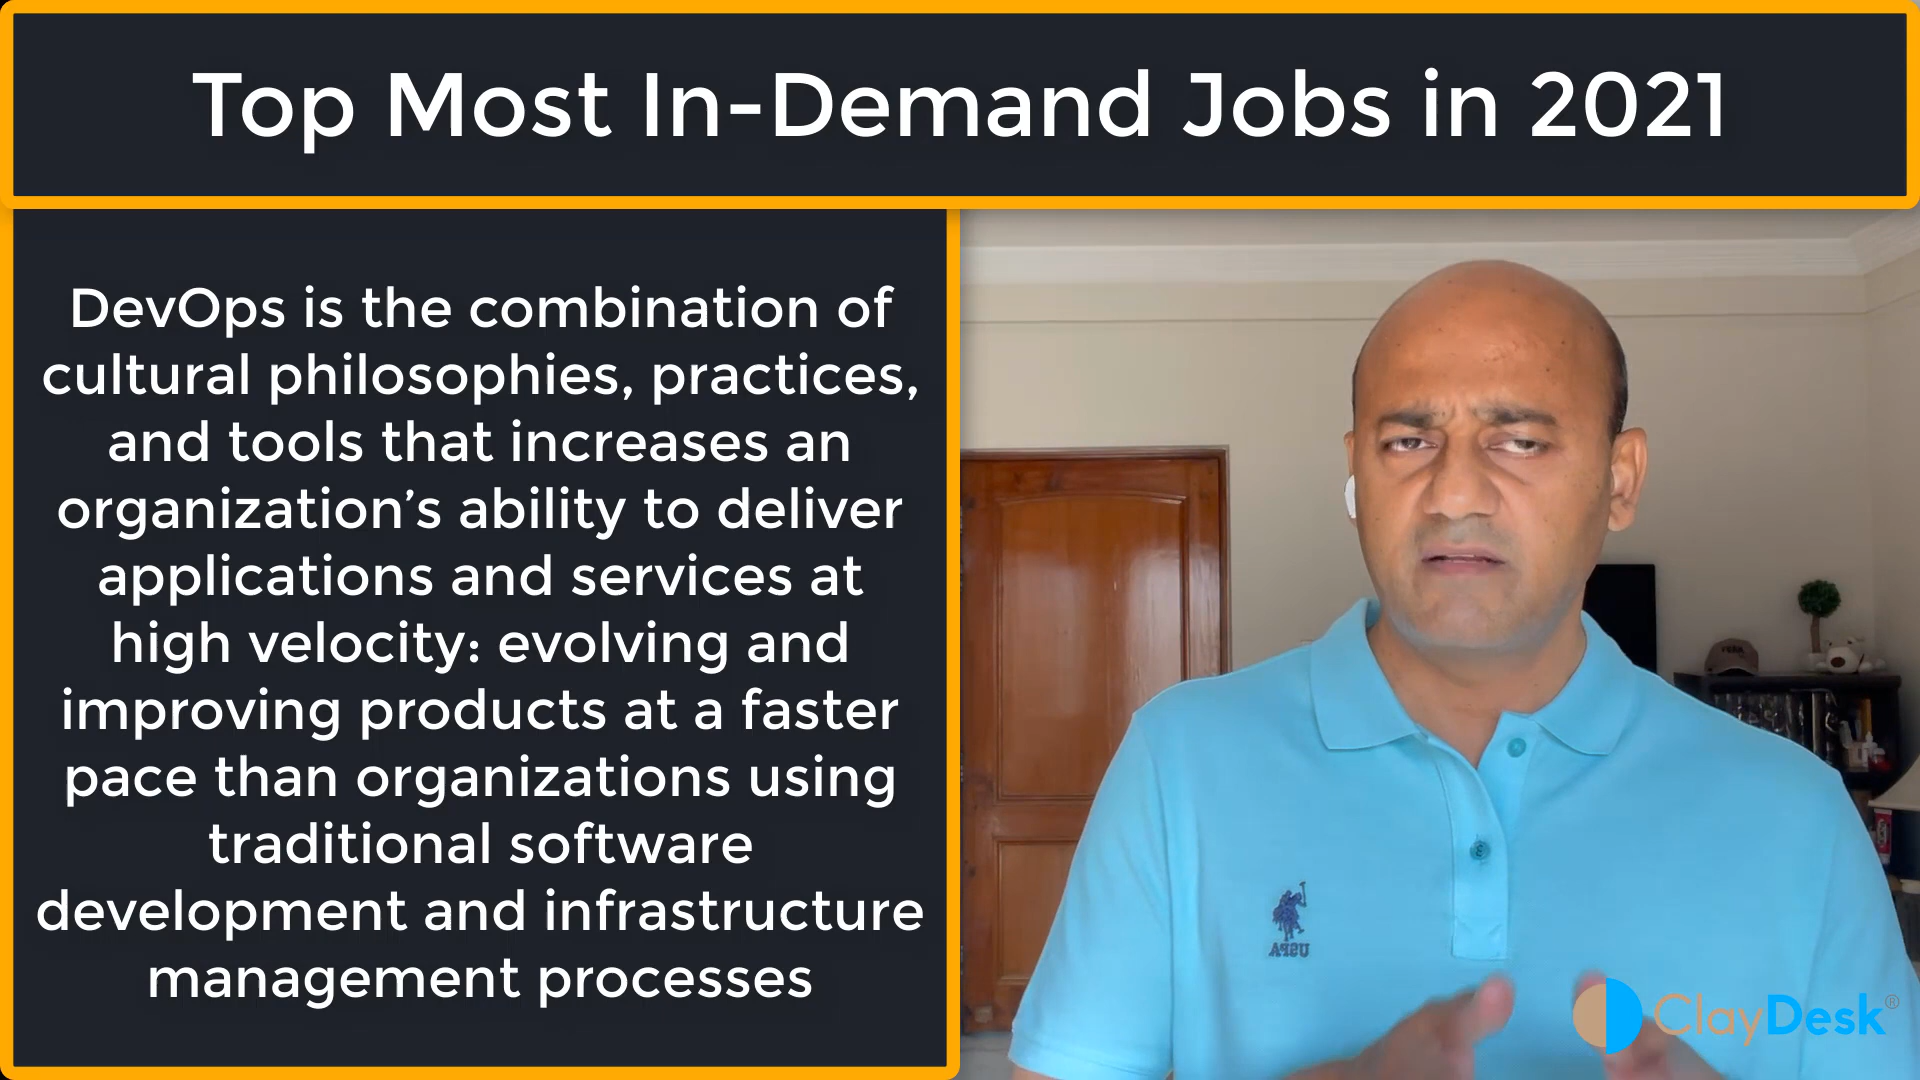 Top Most In-Demand Jobs in 2021
DevOps is the combination of
cultural philosophies, practices,
and tools that increases an
organization’s ability to deliver
applications and services at
high velocity: evolving and
improving products at a faster
pace than organizations using
traditional software
development and infrastructure
management processes
USPA
ClayDesk®